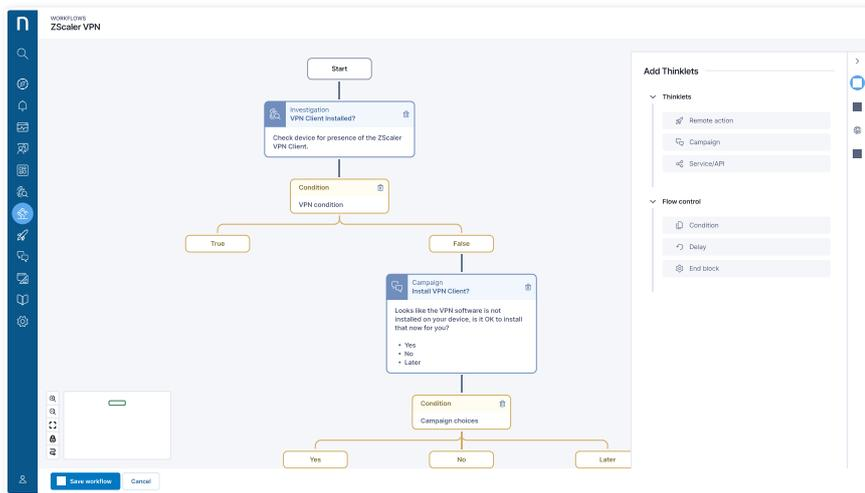 WORKFLOWS
ZScaler VPN
Start
Investigation
VPN Client Installed?
Check device for presence of the ZScaler
VPN Client.
Condition
VPN condition
True
False
Campaign
Install VPN Client?
Looks like the VPN software is not
installed on your device, is it OK to install
that now for you?
• Yes
• No
• Later
Condition
Campaign choices
Yes
No
Later
Add Thinklets
Thinklets
Remote action
Campaign
Service/API
Flow control
Condition
Delay
End block
Save workflow
Cancel